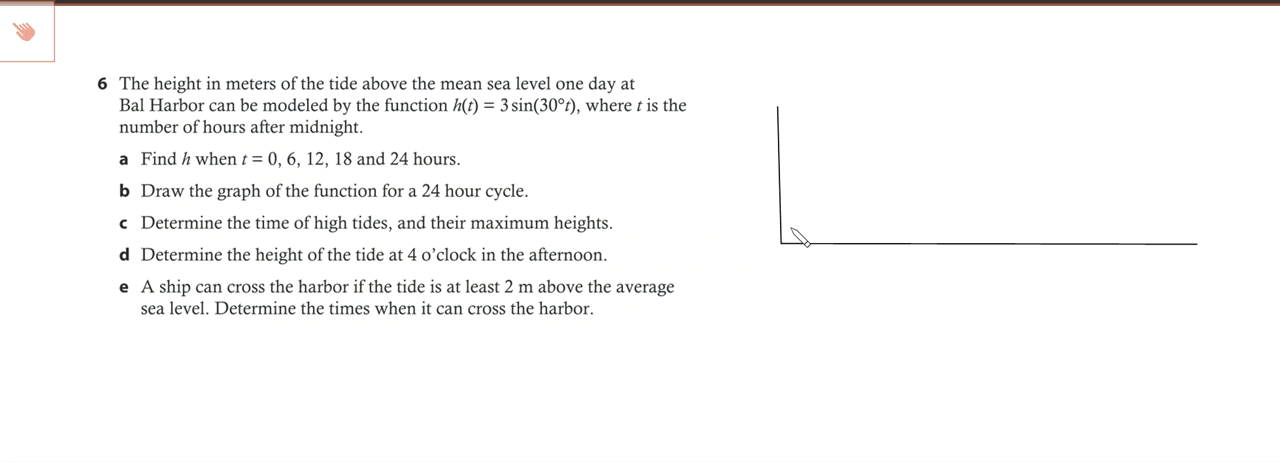 6 The height in meters of the tide above the mean sea level one day at
Bal Harbor can be modeled by the function h(t) = 3 sin(30°t), where t is the
number of hours after midnight.
a Find h when t = 0, 6, 12, 18 and 24 hours.
b Draw the graph of the function for a 24 hour cycle.
c Determine the time of high tides, and their maximum heights.
d Determine the height of the tide at 4 o’clock in the afternoon.
e A ship can cross the harbor if the tide is at least 2 m above the average
sea level. Determine the times when it can cross the harbor.